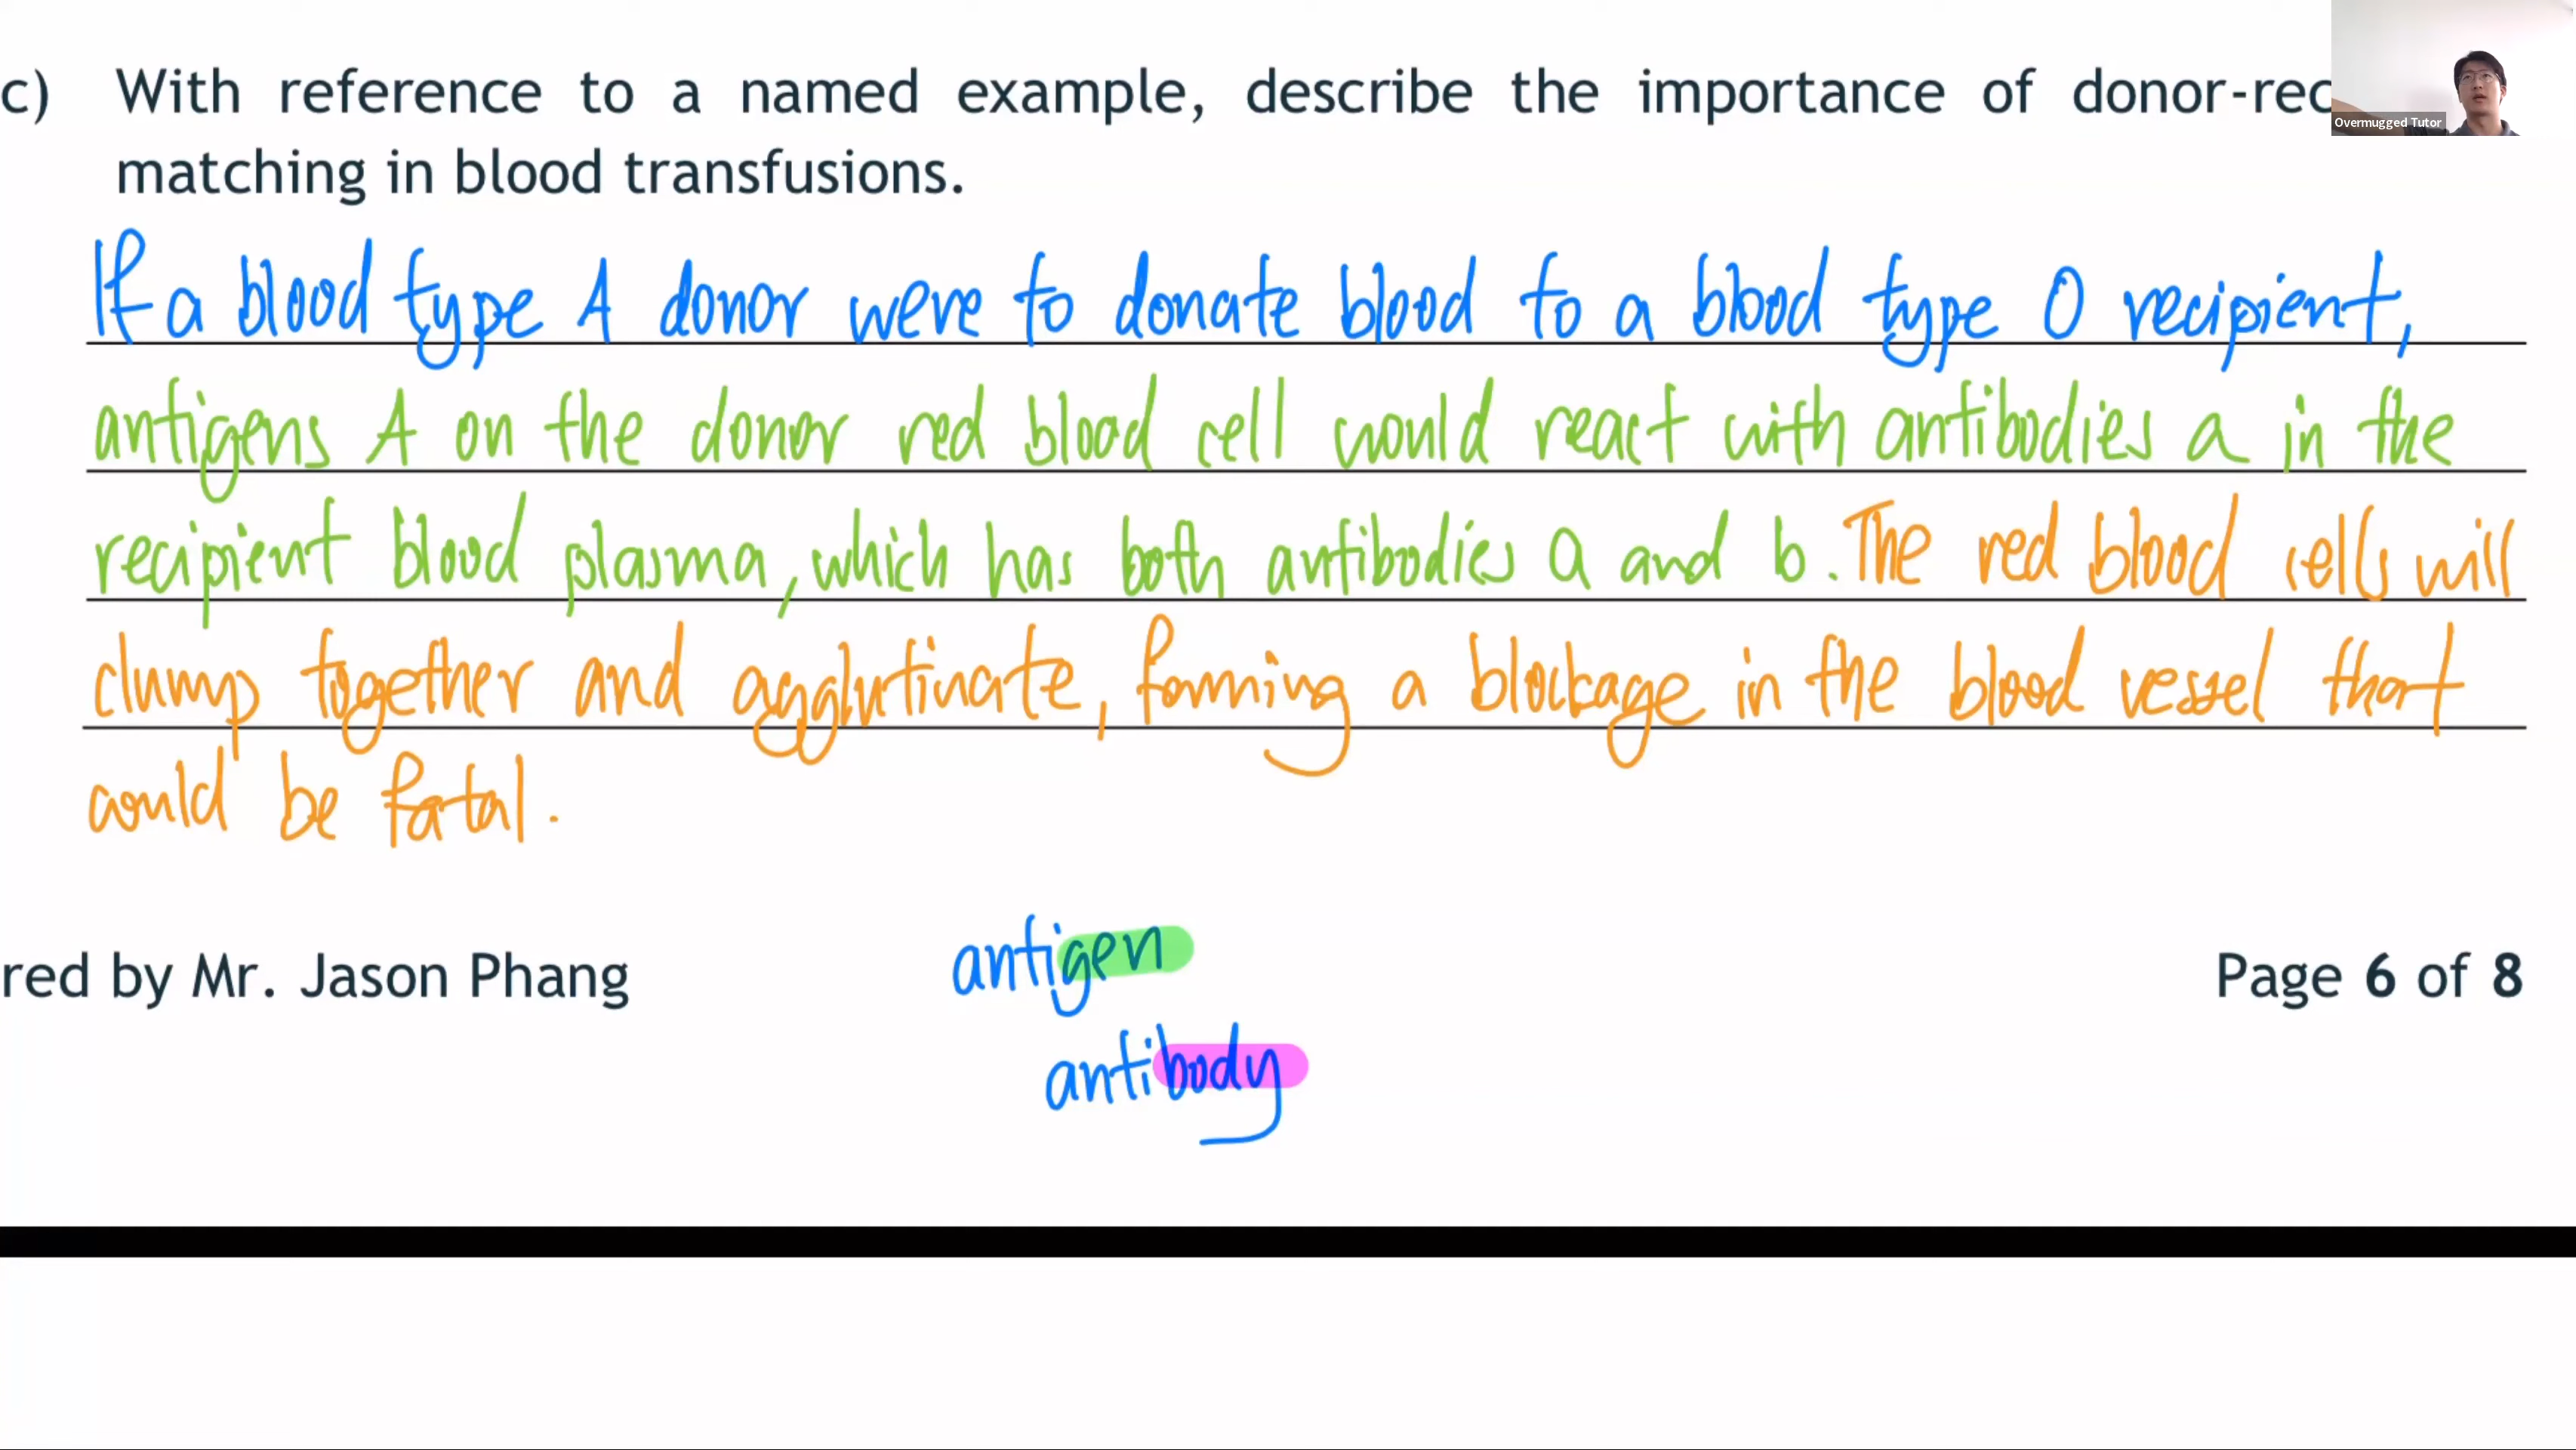 c) With reference to a named example, describe the importance of donor-rec
Overmugged Tutor
matching in blood transfusions.
If a blood type A donor were to donate blood to a blood type O recipient,
antigens A on the donor red blood cell would react with antibodies a in the
recipient blood plasma, which has both antibodies a and b. The red blood cells will
clump together and agglutinate, forming a blockage in the blood vessel that
would be fatal.
antigen
red by Mr. Jason Phang
Page 6 of 8
antibody